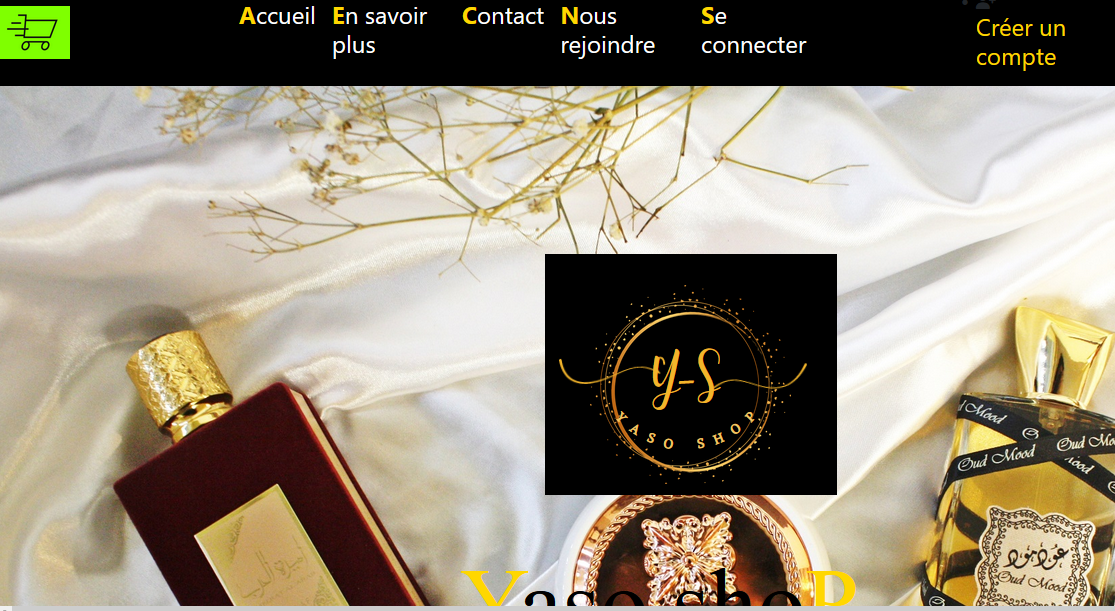 Accueil
En savoir
plus
Contact
Nous
rejoindre
Se
connecter
Créer un
compte
Y-S
YASO SHOP
Oud Mood
Oud Mood
Mood
Oud Mood
Yaso shoP